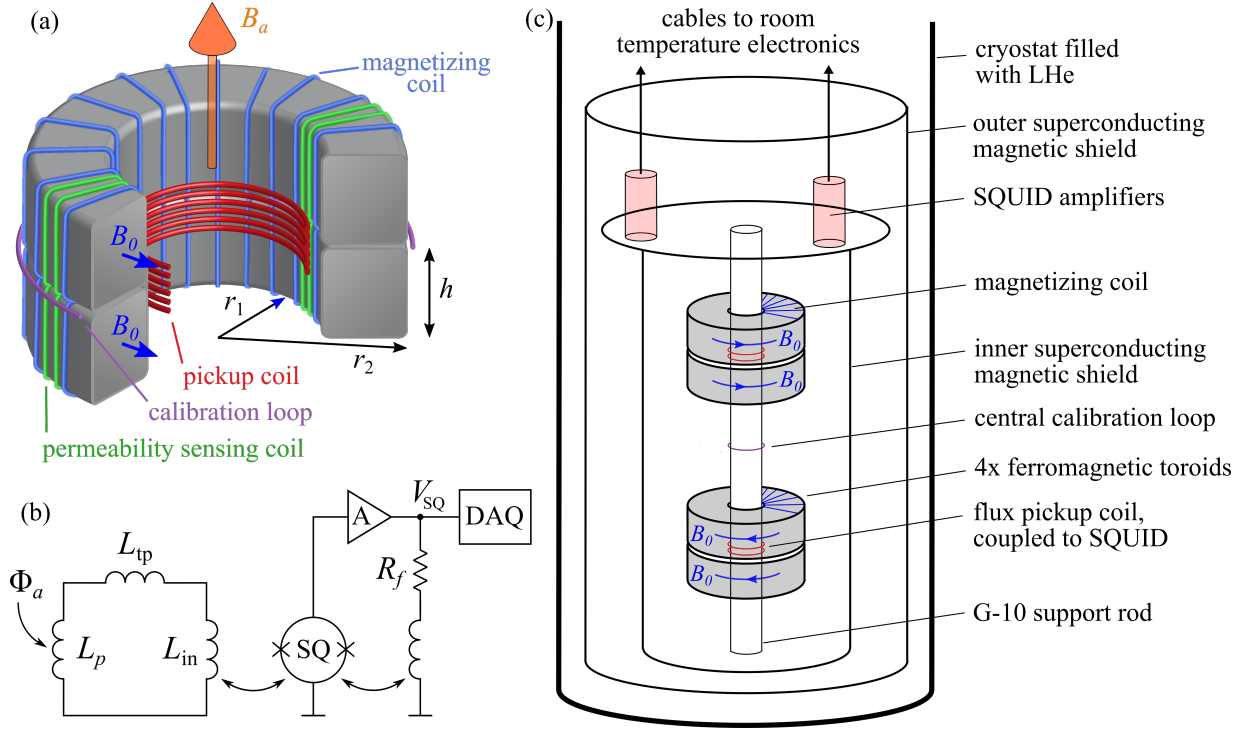 (a)
B_a
magnetizing
coil
B_0
B_0
h
r_1
r_2
pickup coil
calibration loop
permeability sensing coil
(b)
L_tp
Φ_a
L_p
L_in
SQ
A
V_SQ
DAQ
R_f
(c)
cables to room
temperature electronics
cryostat filled
with LHe
outer superconducting
magnetic shield
SQUID amplifiers
magnetizing coil
B_0
B_0
inner superconducting
magnetic shield
central calibration loop
4x ferromagnetic toroids
B_0
B_0
flux pickup coil,
coupled to SQUID
G-10 support rod